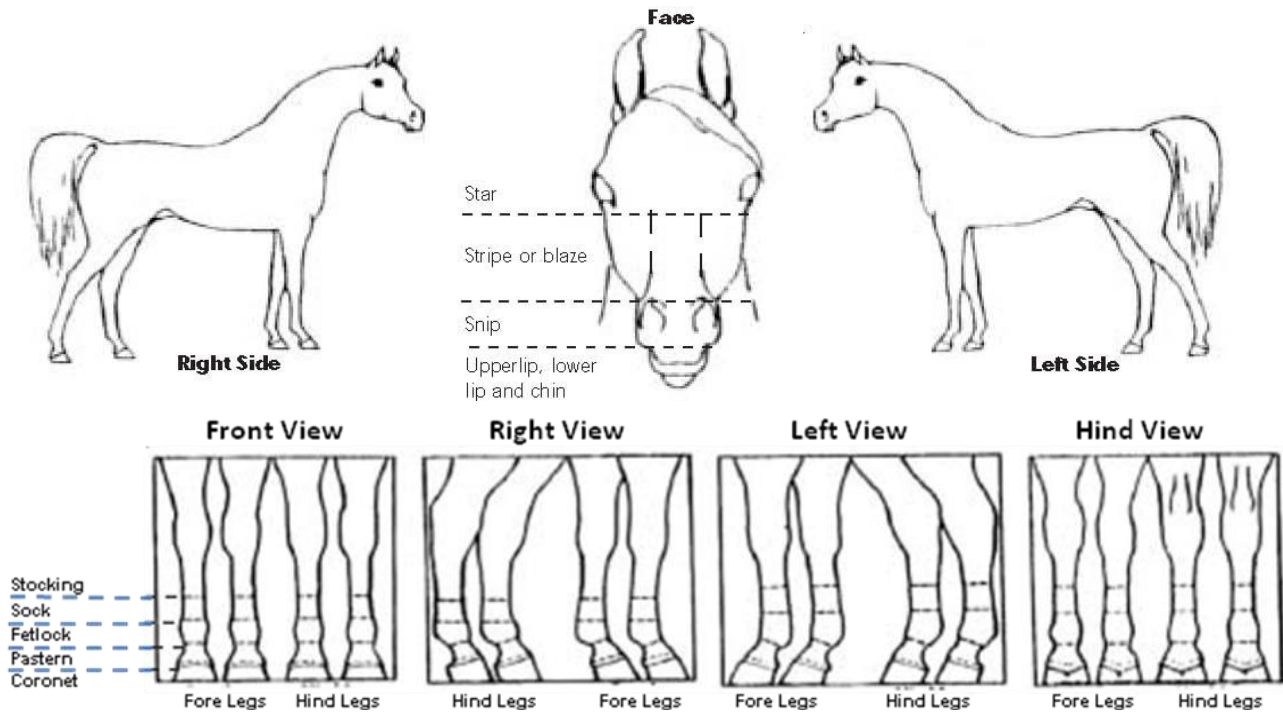 Face
Star
Stripe or blaze
Snip
Upperlip, lower
lip and chin
Right Side
Left Side
Front View
Right View
Left View
Hind View
Stocking
Sock
Fetlock
Pastern
Coronet
Fore Legs
Hind Legs
Hind Legs
Fore Legs
Fore Legs
Hind Legs
Fore Legs
Hind Legs